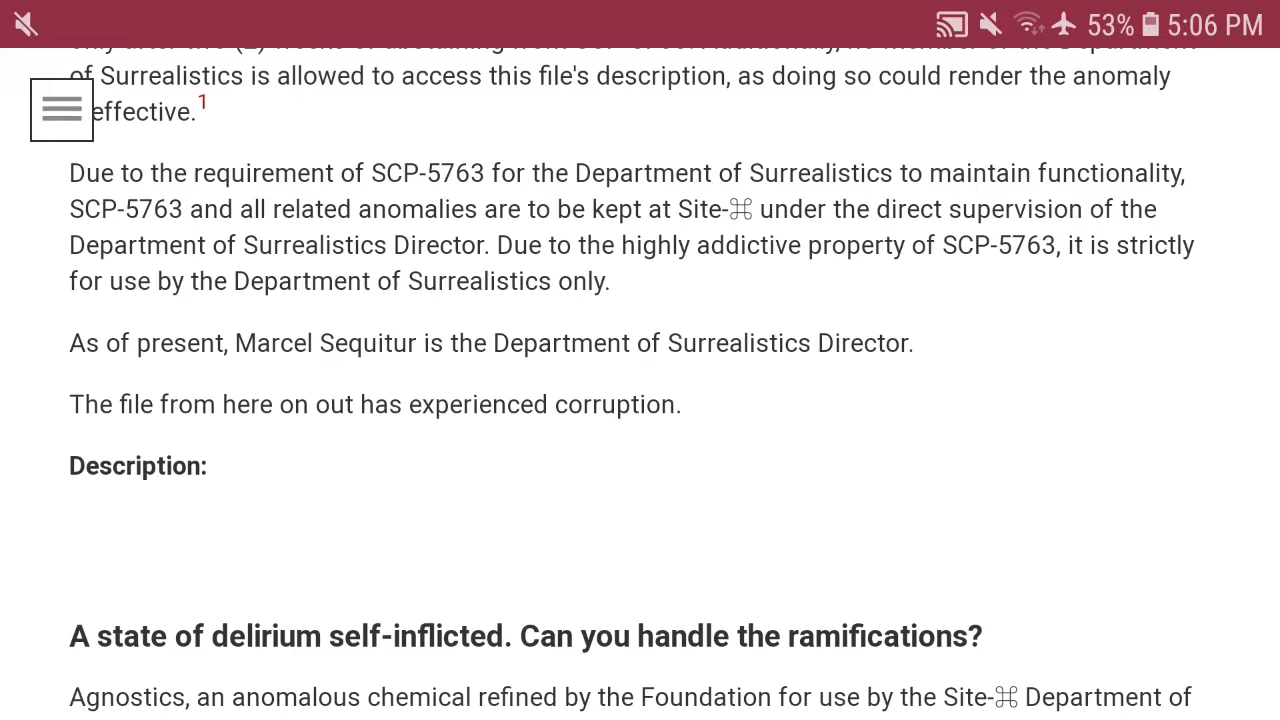 53% 5:06 PM
of Surrealistics is allowed to access this file's description, as doing so could render the anomaly
effective.1
Due to the requirement of SCP-5763 for the Department of Surrealistics to maintain functionality,
SCP-5763 and all related anomalies are to be kept at Site-⌘ under the direct supervision of the
Department of Surrealistics Director. Due to the highly addictive property of SCP-5763, it is strictly
for use by the Department of Surrealistics only.
As of present, Marcel Sequitur is the Department of Surrealistics Director.
The file from here on out has experienced corruption.
Description:
A state of delirium self-inflicted. Can you handle the ramifications?
Agnostics, an anomalous chemical refined by the Foundation for use by the Site-⌘ Department of